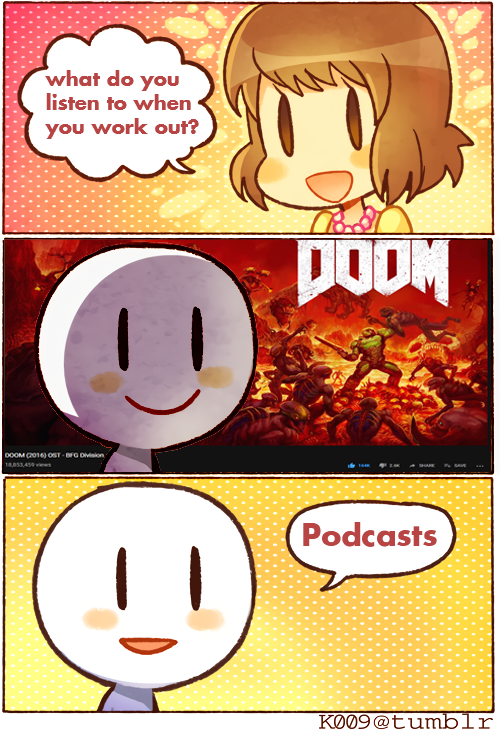 what do you
listen to when
you work out?
DOOM
DOOM (2016) OST - BFG Division
18,853,459 views
SHARE
SAVE
Podcasts
K009@tumblr